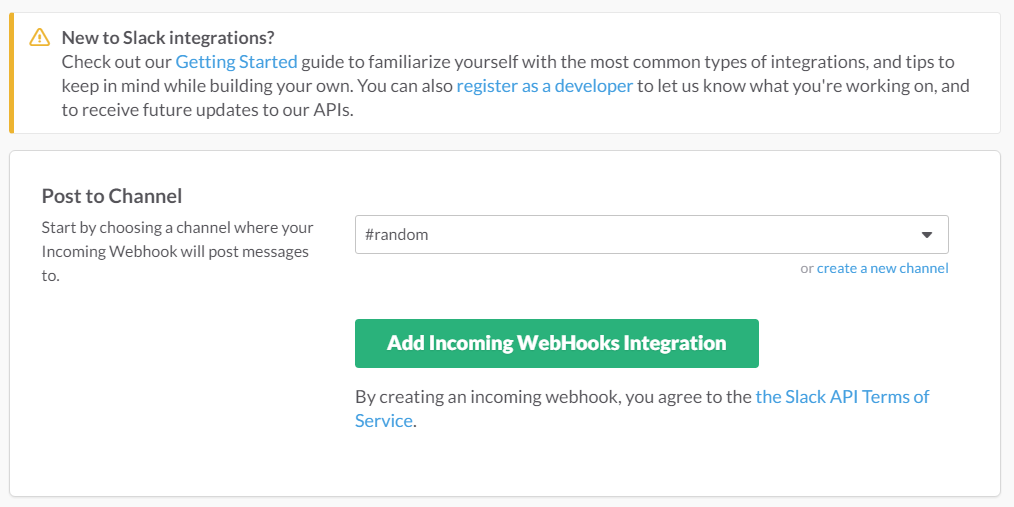 New to Slack integrations?
Check out our Getting Started guide to familiarize yourself with the most common types of integrations, and tips to
keep in mind while building your own. You can also register as a developer to let us know what you're working on, and
to receive future updates to our APIs.
Post to Channel
Start by choosing a channel where your
Incoming Webhook will post messages
to.
#random
or create a new channel
Add Incoming WebHooks Integration
By creating an incoming webhook, you agree to the the Slack API Terms of
Service.